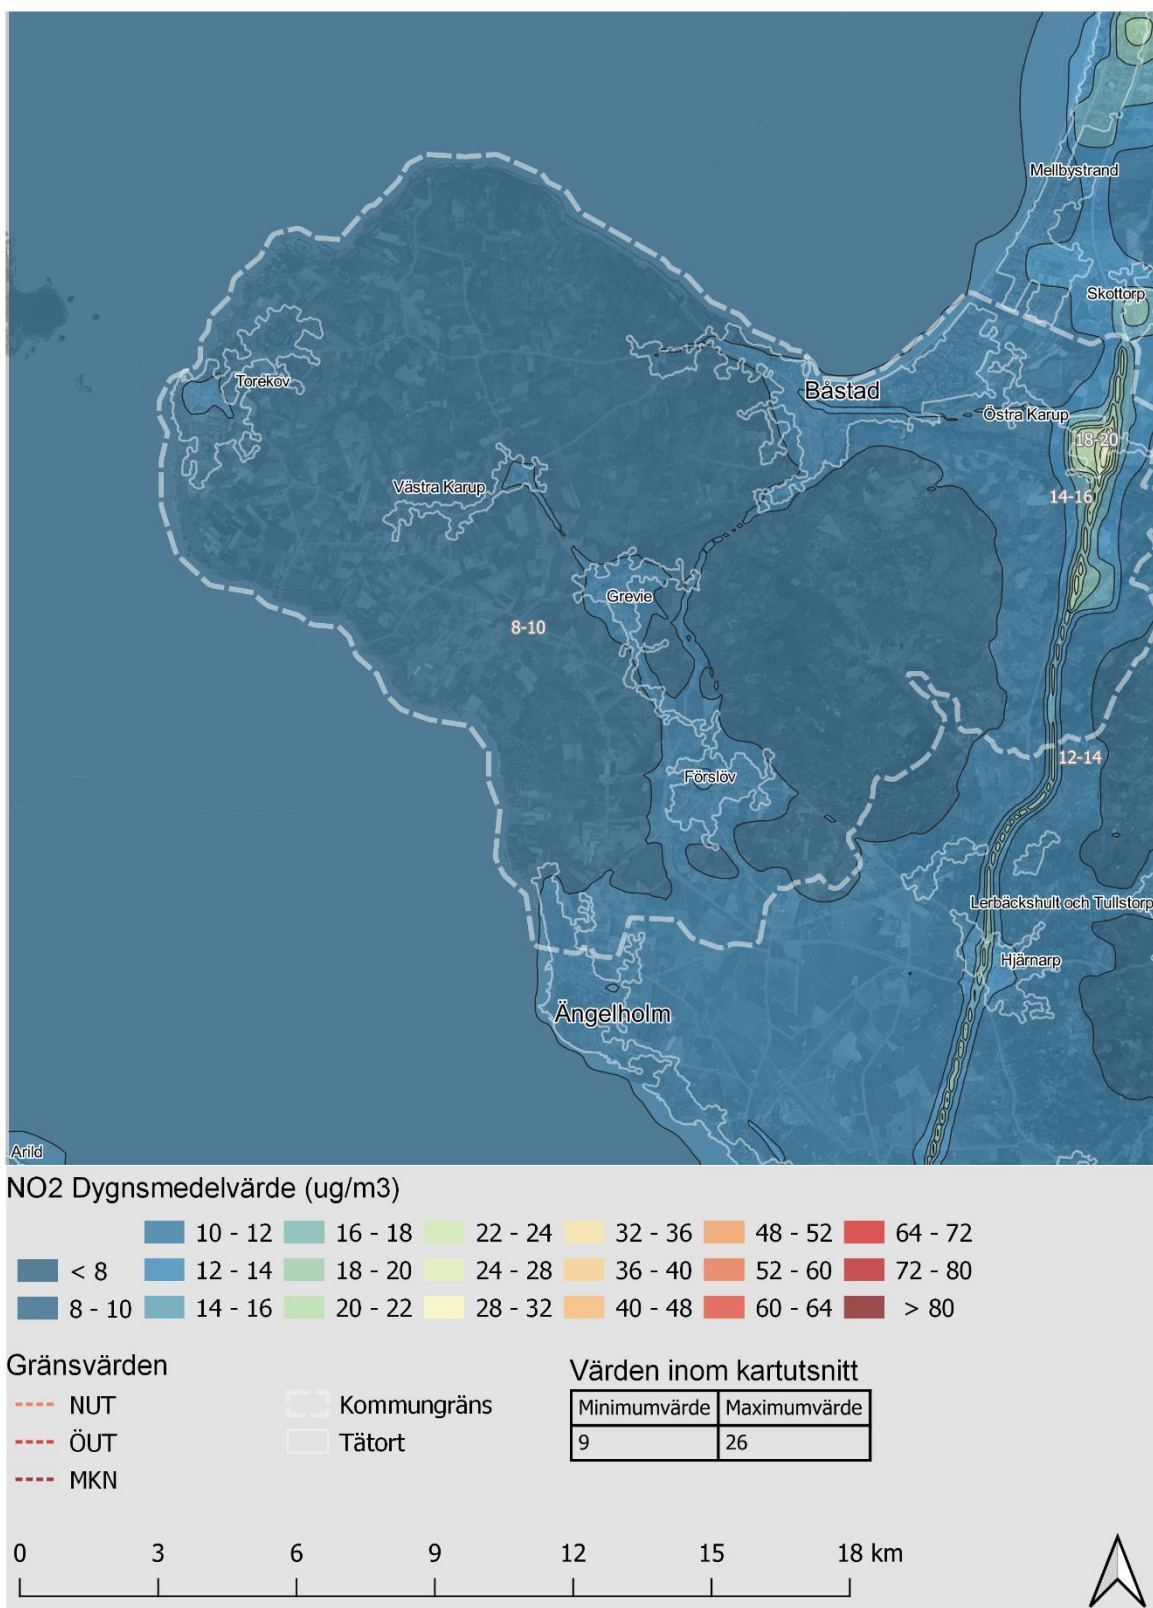 Mellbystrand
Skottorp
Torekov
Båstad
Östra Karup
18-20
Västra Karup
14-16
Grevie
8-10
12-14
Förslöv
Lerbäckshult och Tullstorp
Hjärnarp
Ängelholm
Arild
NO2 Dygnsmedelvärde (ug/m3)
10 - 12 16 - 18 22 - 24 32 - 36 48 - 52 64 - 72
< 8 12 - 14 18 - 20 24 - 28 36 - 40 52 - 60 72 - 80
8 - 10 14 - 16 20 - 22 28 - 32 40 - 48 60 - 64 > 80
Gränsvärden
NUT
ÖUT
MKN
Kommungräns
Tätort
Värden inom kartutsnitt
Minimumvärde Maximumvärde
9 26
0 3 6 9 12 15 18 km